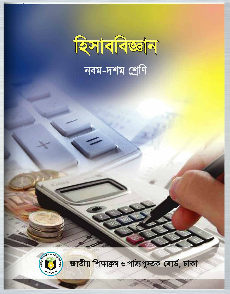 হিসাববিজ্ঞান
নবম-দশম শ্রেণি
জাতীয় শিক্ষাক্রম ও পাঠ্যপুস্তক বোর্ড, ঢাকা